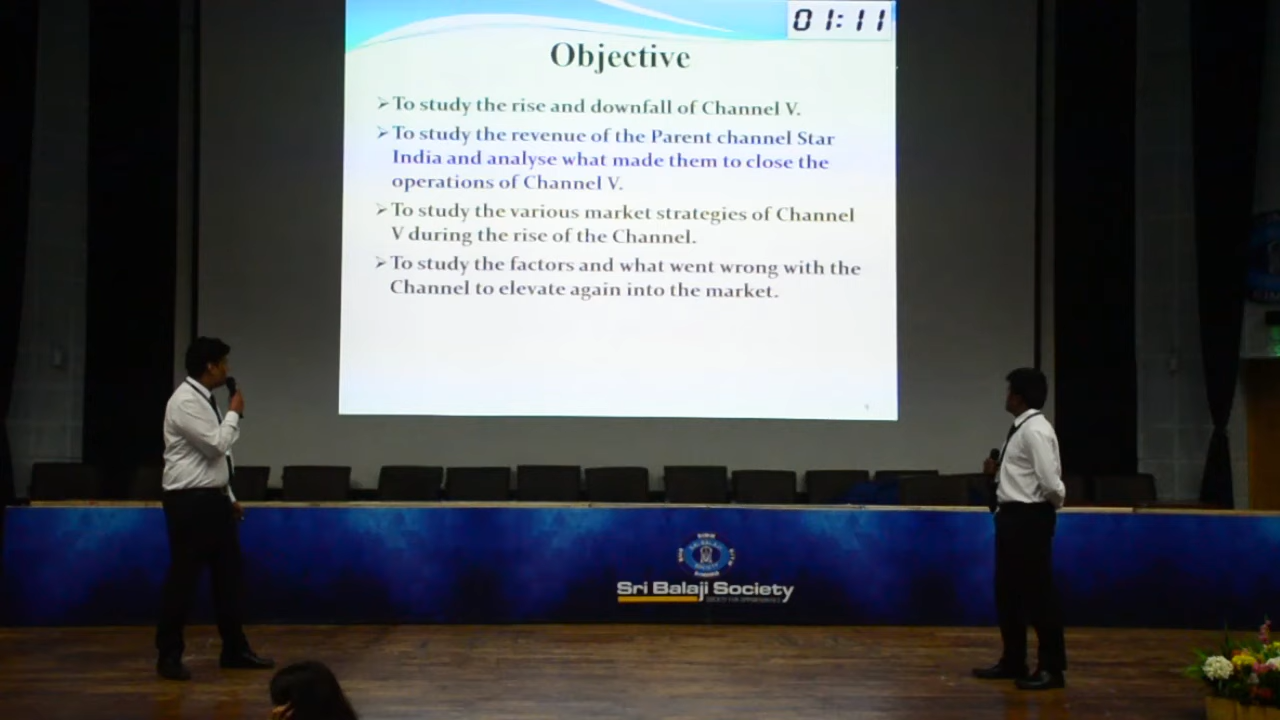 01:11
Objective
➢To study the rise and downfall of Channel V.
➢To study the revenue of the Parent channel Star
India and analyse what made them to close the
operations of Channel V.
➢To study the various market strategies of Channel
V during the rise of the Channel.
➢To study the factors and what went wrong with the
Channel to elevate again into the market.
Sri Balaji Society